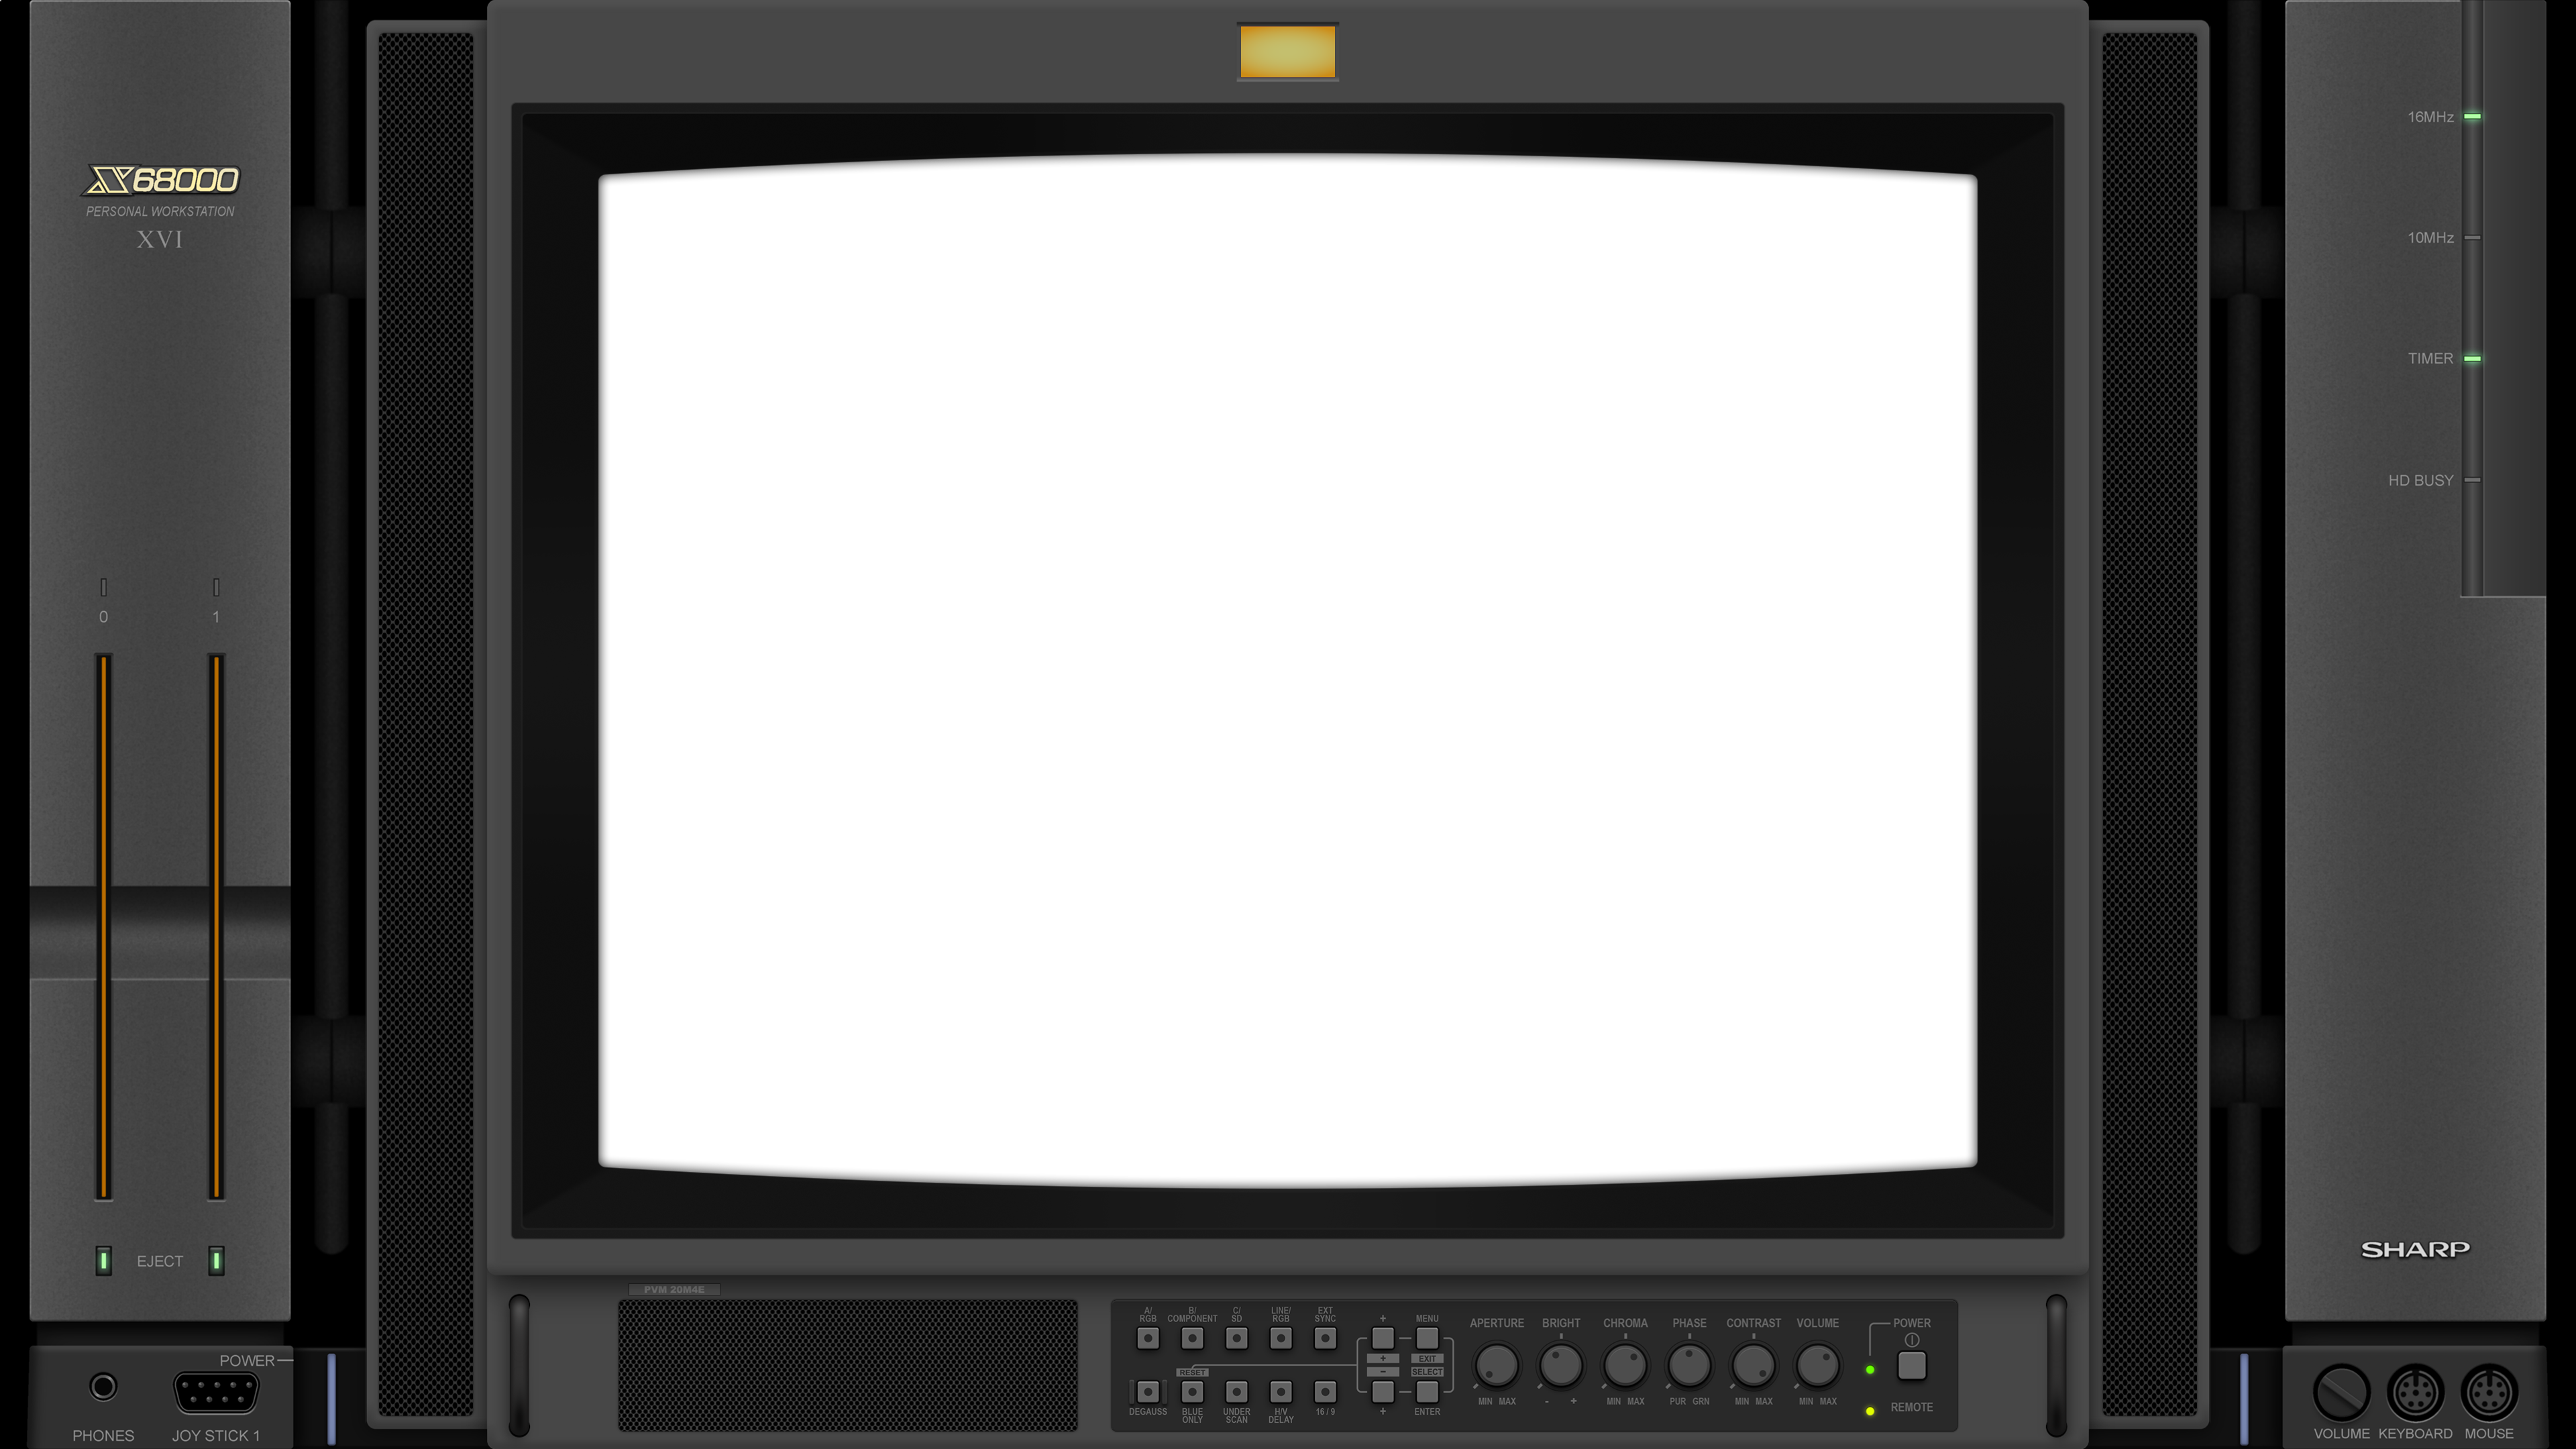 X68000
PERSONAL WORKSTATION
XVI
0 1
EJECT
POWER
PHONES JOY STICK 1
PVM 20M4E
A/
RGB
B/
COMPONENT
C/
SD
LINE/
RGB
EXT
SYNC
+ MENU
+ EXIT
RESET − SELECT
DEGAUSS
BLUE
ONLY
UNDER
SCAN
H/V
DELAY
16 / 9
+ ENTER
APERTURE BRIGHT CHROMA PHASE CONTRAST VOLUME
MIN MAX - + MIN MAX PUR GRN MIN MAX MIN MAX
POWER
REMOTE
16MHz
10MHz
TIMER
HD BUSY
SHARP
VOLUME KEYBOARD MOUSE